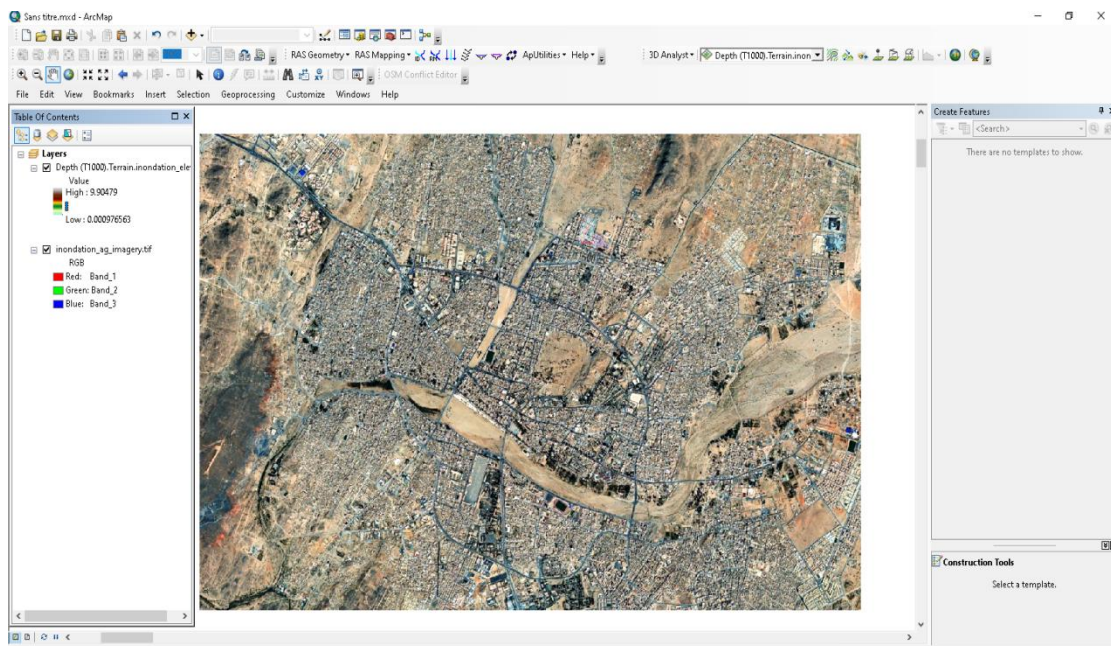 Sans titre.mxd - ArcMap
RAS Geometry RAS Mapping ApUtilities Help 3D Analyst Depth (T1000).Terrain.inon
OSM Conflict Editor
File Edit View Bookmarks Insert Selection Geoprocessing Customize Windows Help
Table Of Contents
Layers
Depth (T1000).Terrain.inondation_ele
Value
High : 9.90479
Low : 0.000976563
inondation_ag_imagery.tif
RGB
Red: Band_1
Green: Band_2
Blue: Band_3
Create Features
<Search>
There are no templates to show.
Construction Tools
Select a template.